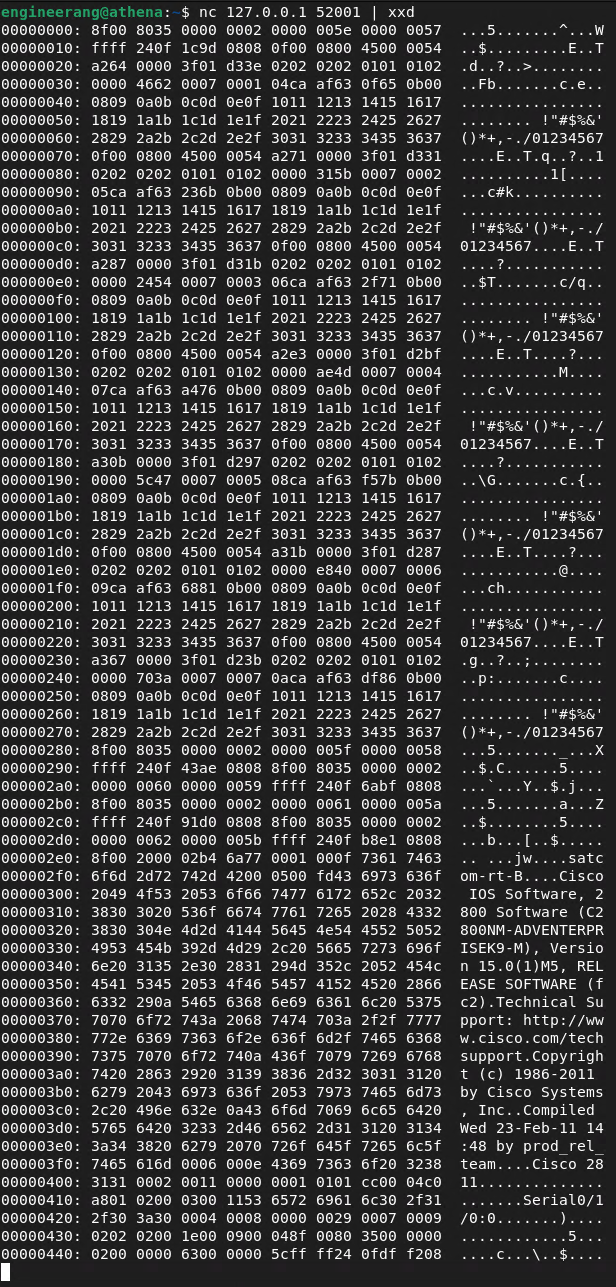 engineerang@athena:~$ nc 127.0.0.1 52001 | xxd
00000000: 8f00 8035 0000 0002 0000 005e 0000 0057  ...5.......^...W
00000010: ffff 240f 1c9d 0808 0f00 0800 4500 0054  ..$.........E..T
00000020: a264 0000 3f01 d33e 0202 0202 0101 0102  .d..?..>........
00000030: 0000 4662 0007 0001 04ca af63 0f65 0b00  ..Fb.......c.e..
00000040: 0809 0a0b 0c0d 0e0f 1011 1213 1415 1617  ................
00000050: 1819 1a1b 1c1d 1e1f 2021 2223 2425 2627  ........ !"#$%&'
00000060: 2829 2a2b 2c2d 2e2f 3031 3233 3435 3637  ()*+,-./01234567
00000070: 0f00 0800 4500 0054 a271 0000 3f01 d331  ....E..T.q..?..1
00000080: 0202 0202 0101 0102 0000 315b 0007 0002  ..........1[....
00000090: 05ca af63 236b 0b00 0809 0a0b 0c0d 0e0f  ...c#k..........
000000a0: 1011 1213 1415 1617 1819 1a1b 1c1d 1e1f  ................
000000b0: 2021 2223 2425 2627 2829 2a2b 2c2d 2e2f   !"#$%&'()*+,-./
000000c0: 3031 3233 3435 3637 0f00 0800 4500 0054  01234567....E..T
000000d0: a287 0000 3f01 d31b 0202 0202 0101 0102  ....?...........
000000e0: 0000 2454 0007 0003 06ca af63 2f71 0b00  ..$T.......c/q..
000000f0: 0809 0a0b 0c0d 0e0f 1011 1213 1415 1617  ................
00000100: 1819 1a1b 1c1d 1e1f 2021 2223 2425 2627  ........ !"#$%&'
00000110: 2829 2a2b 2c2d 2e2f 3031 3233 3435 3637  ()*+,-./01234567
00000120: 0f00 0800 4500 0054 a2e3 0000 3f01 d2bf  ....E..T....?...
00000130: 0202 0202 0101 0102 0000 ae4d 0007 0004  ...........M....
00000140: 07ca af63 a476 0b00 0809 0a0b 0c0d 0e0f  ...c.v..........
00000150: 1011 1213 1415 1617 1819 1a1b 1c1d 1e1f  ................
00000160: 2021 2223 2425 2627 2829 2a2b 2c2d 2e2f   !"#$%&'()*+,-./
00000170: 3031 3233 3435 3637 0f00 0800 4500 0054  01234567....E..T
00000180: a30b 0000 3f01 d297 0202 0202 0101 0102  ....?...........
00000190: 0000 5c47 0007 0005 08ca af63 f57b 0b00  ..\G.......c.{..
000001a0: 0809 0a0b 0c0d 0e0f 1011 1213 1415 1617  ................
000001b0: 1819 1a1b 1c1d 1e1f 2021 2223 2425 2627  ........ !"#$%&'
000001c0: 2829 2a2b 2c2d 2e2f 3031 3233 3435 3637  ()*+,-./01234567
000001d0: 0f00 0800 4500 0054 a31b 0000 3f01 d287  ....E..T....?...
000001e0: 0202 0202 0101 0102 0000 e840 0007 0006  ...........@....
000001f0: 09ca af63 6881 0b00 0809 0a0b 0c0d 0e0f  ...ch...........
00000200: 1011 1213 1415 1617 1819 1a1b 1c1d 1e1f  ................
00000210: 2021 2223 2425 2627 2829 2a2b 2c2d 2e2f   !"#$%&'()*+,-./
00000220: 3031 3233 3435 3637 0f00 0800 4500 0054  01234567....E..T
00000230: a367 0000 3f01 d23b 0202 0202 0101 0102  .g..?..;........
00000240: 0000 703a 0007 0007 0aca af63 df86 0b00  ..p:.......c....
00000250: 0809 0a0b 0c0d 0e0f 1011 1213 1415 1617  ................
00000260: 1819 1a1b 1c1d 1e1f 2021 2223 2425 2627  ........ !"#$%&'
00000270: 2829 2a2b 2c2d 2e2f 3031 3233 3435 3637  ()*+,-./01234567
00000280: 8f00 8035 0000 0002 0000 005f 0000 0058  ...5......._...X
00000290: ffff 240f 43ae 0808 8f00 8035 0000 0002  ..$.C......5....
000002a0: 0000 0060 0000 0059 ffff 240f 6abf 0808  ...`...Y..$.j...
000002b0: 8f00 8035 0000 0002 0000 0061 0000 005a  ...5.......a...Z
000002c0: ffff 240f 91d0 0808 8f00 8035 0000 0002  ..$........5....
000002d0: 0000 0062 0000 005b ffff 240f b8e1 0808  ...b...[..$.....
000002e0: 8f00 2000 02b4 6a77 0001 000f 7361 7463  .. ...jw....satc
000002f0: 6f6d 2d72 742d 4200 0500 fd43 6973 636f  om-rt-B....Cisco
00000300: 2049 4f53 2053 6f66 7477 6172 652c 2032   IOS Software, 2
00000310: 3830 3020 536f 6674 7761 7265 2028 4332  800 Software (C2
00000320: 3830 304e 4d2d 4144 5645 4e54 4552 5052  800NM-ADVENTERPR
00000330: 4953 454b 392d 4d29 2c20 5665 7273 696f  ISEK9-M), Versio
00000340: 6e20 3135 2e30 2831 294d 352c 2052 454c  n 15.0(1)M5, REL
00000350: 4541 5345 2053 4f46 5457 4152 4520 2866  EASE SOFTWARE (f
00000360: 6332 290a 5465 6368 6e69 6361 6c20 5375  c2).Technical Su
00000370: 7070 6f72 743a 2068 7474 703a 2f2f 7777  pport: http://ww
00000380: 772e 6369 7363 6f2e 636f 6d2f 7465 6368  w.cisco.com/tech
00000390: 7375 7070 6f72 740a 436f 7079 7269 6768  support.Copyrigh
000003a0: 7420 2863 2920 3139 3836 2d32 3031 3120  t (c) 1986-2011 
000003b0: 6279 2043 6973 636f 2053 7973 7465 6d73  by Cisco Systems
000003c0: 2c20 496e 632e 0a43 6f6d 7069 6c65 6420  , Inc..Compiled 
000003d0: 5765 6420 3233 2d46 6562 2d31 3120 3134  Wed 23-Feb-11 14
000003e0: 3a34 3820 6279 2070 726f 645f 7265 6c5f  :48 by prod_rel_
000003f0: 7465 616d 0006 000e 4369 7363 6f20 3238  team....Cisco 28
00000400: 3131 0002 0011 0000 0001 0101 cc00 04c0  11..............
00000410: a801 0200 0300 1153 6572 6961 6c30 2f31  .......Serial0/1
00000420: 2f30 3a30 0004 0008 0000 0029 0007 0009  /0:0.......)....
00000430: 0202 0200 1e00 0900 048f 0080 3500 0000  ............5...
00000440: 0200 0000 6300 0000 5cff ff24 0fdf f208  ....c...\..$....